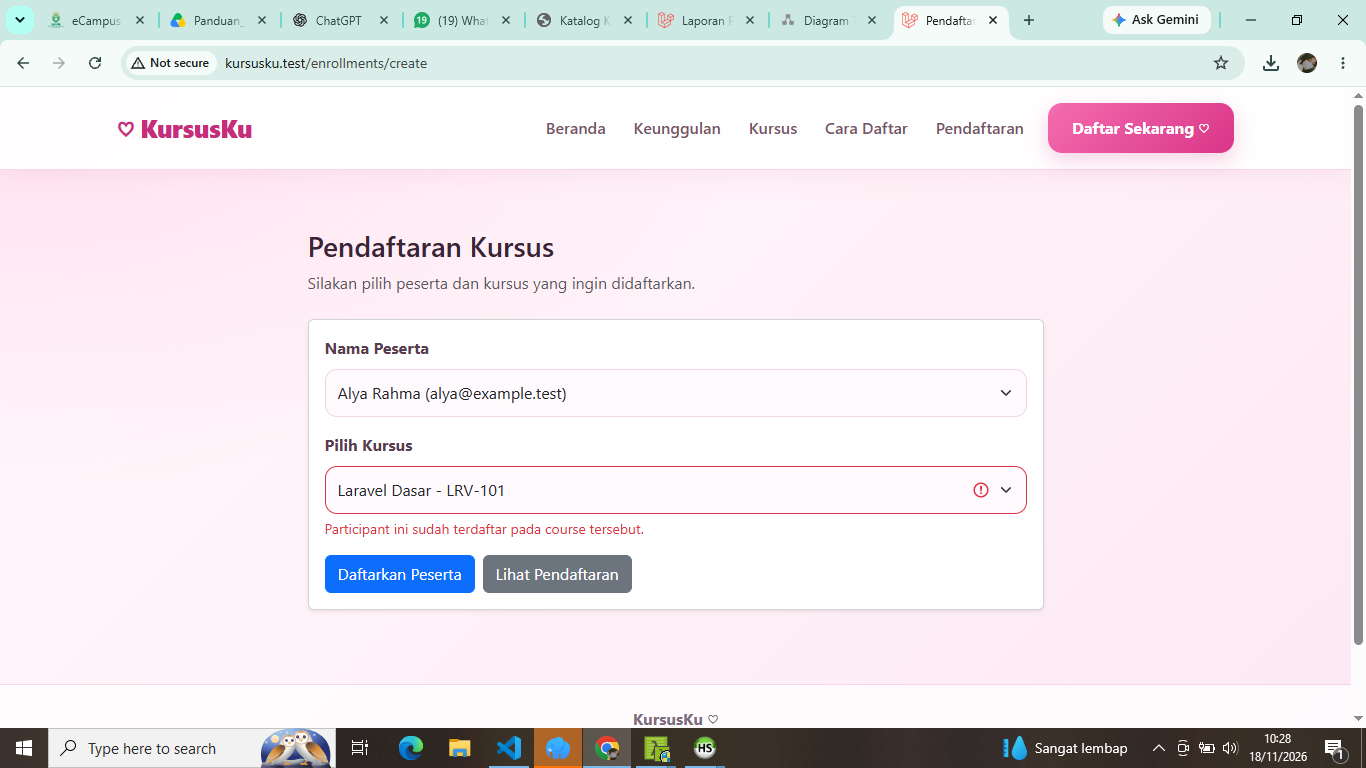 eCampus
Panduan_
ChatGPT
19
(19) What
Katalog K
Laporan P
Diagram T
Pendaftar
Ask Gemini
Not secure
kursusku.test/enrollments/create
KursusKu
Beranda
Keunggulan
Kursus
Cara Daftar
Pendaftaran
Daftar Sekarang ♡
Pendaftaran Kursus
Silakan pilih peserta dan kursus yang ingin didaftarkan.
Nama Peserta
Alya Rahma (alya@example.test)
Pilih Kursus
Laravel Dasar - LRV-101
Participant ini sudah terdaftar pada course tersebut.
Daftarkan Peserta
Lihat Pendaftaran
KursusKu ♡
Type here to search
HS
Sangat lembap
10:28
18/11/2026
1